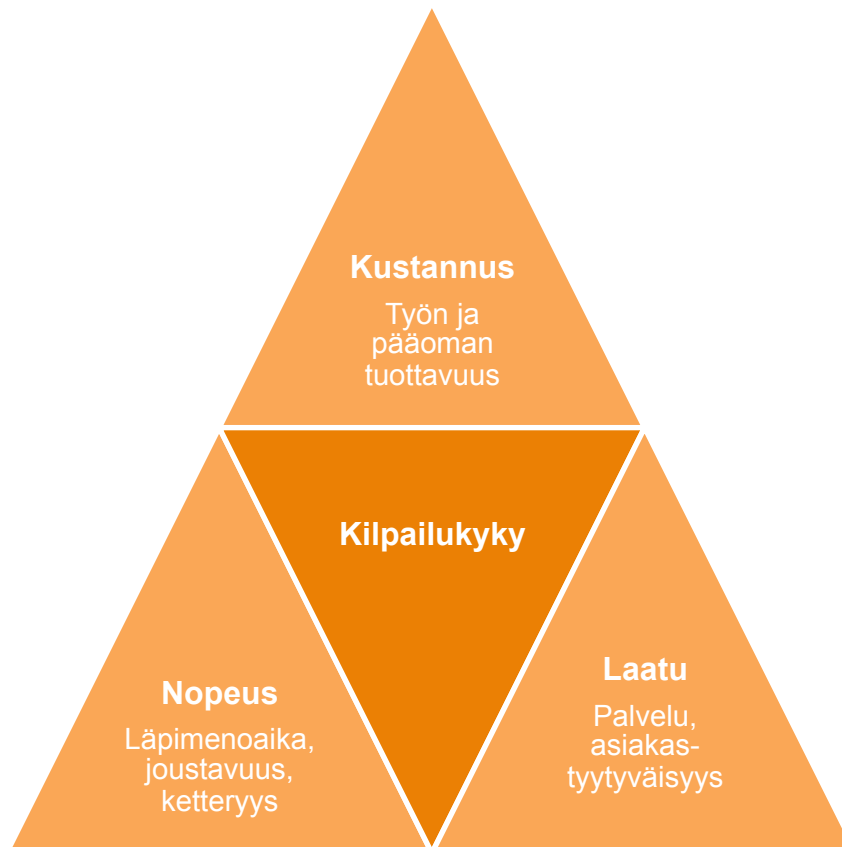 Kustannus
Työn ja
pääoman
tuottavuus
Kilpailukyky
Nopeus
Läpimenoaika,
joustavuus,
ketteryys
Laatu
Palvelu,
asiakas-
tyytyväisyys